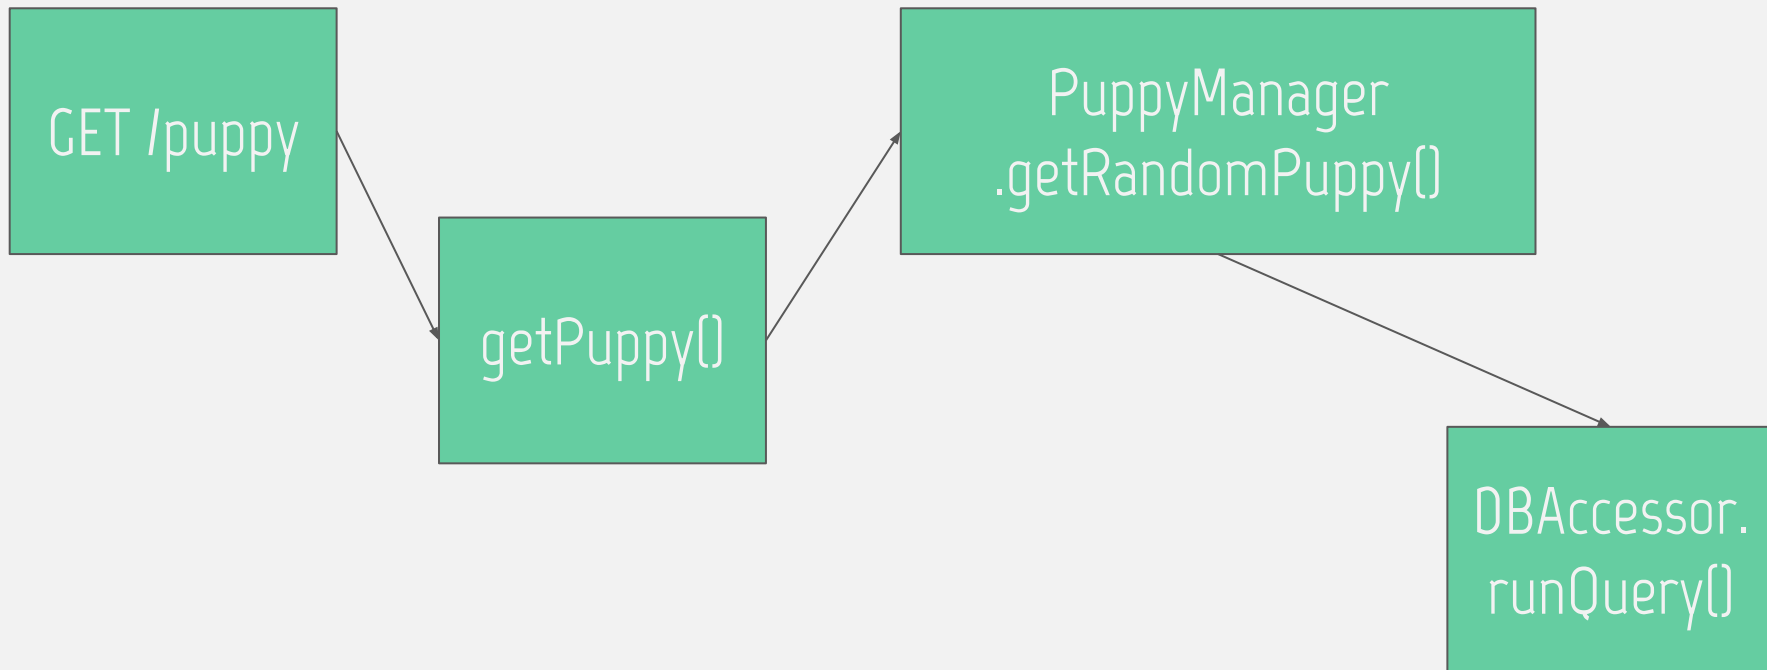 GET /puppy
getPuppy()
PuppyManager
.getRandomPuppy()
DBAccessor.
runQuery()